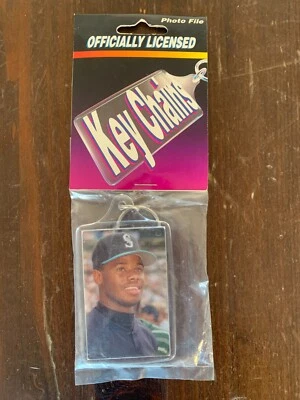 Photo File
OFFICIALLY LICENSED
Key Chains
S